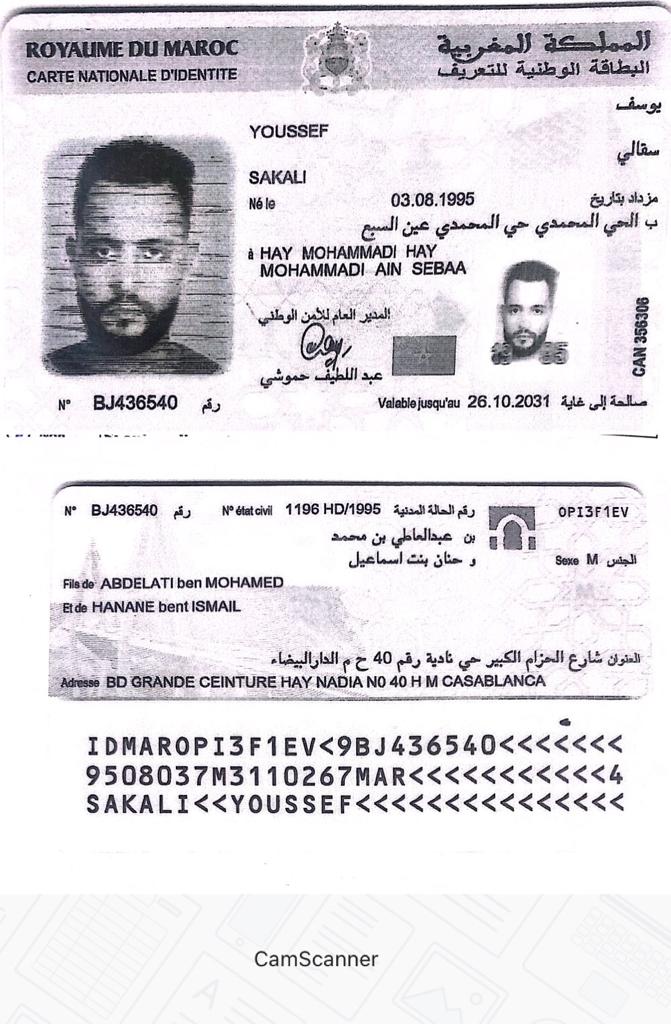 ROYAUME DU MAROC
المملكة المغربية
CARTE NATIONALE D'IDENTITE
البطاقة الوطنية للتعريف
يوسف
YOUSSEF
سقالي
SAKALI
Né le 03.08.1995 مزداد بتاريخ
ب الحي المحمدي حي المحمدي عين السبع
à HAY MOHAMMADI HAY
MOHAMMADI AIN SEBAA
المدير العام للأمن الوطني
عبد اللطيف حموشي
CAN 356306
N° BJ436540 رقم
Valable jusqu'au 26.10.2031 صالحة إلى غاية
N° BJ436540 رقم N° état civil 1196 HD/1995 رقم الحالة المدنية
OPI3F1EV
بن عبدالعاطي بن محمد
و حنان بنت اسماعيل
Sexe M الجنس
Fils de ABDELATI ben MOHAMED
Et de HANANE bent ISMAIL
العنوان شارع الحزام الكبير حي نادية رقم 40 ح م الدارالبيضاء
Adresse BD GRANDE CEINTURE HAY NADIA N0 40 H M CASABLANCA
IDMAROPI3F1EV<9BJ436540<<<<<<<
9508037M3110267MAR<<<<<<<<<<<4
SAKALI<<YOUSSEF<<<<<<<<<<<<<<<
CamScanner